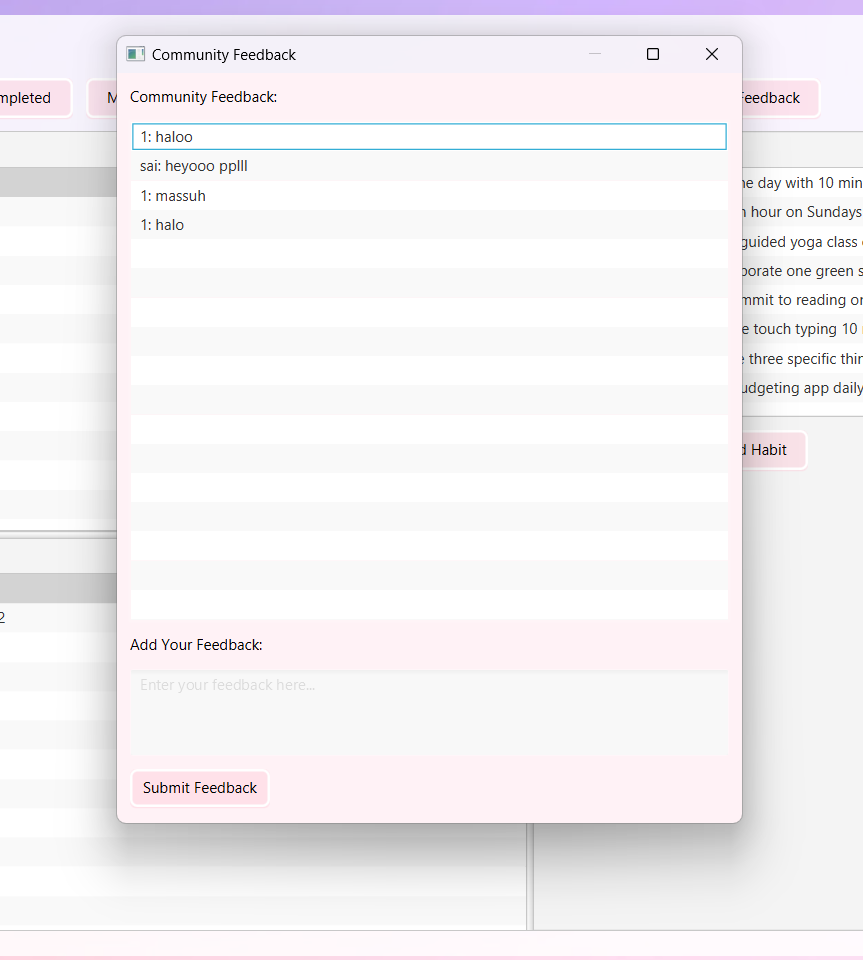 Community Feedback
mpleted
M
Feedback
Community Feedback:
1: haloo
sai: heyooo pplll
1: massuh
1: halo
ne day with 10 min
hour on Sundays
guided yoga class
porate one green s
mmit to reading or
e touch typing 10
e three specific thin
udgeting app daily
d Habit
2
Add Your Feedback:
Enter your feedback here...
Submit Feedback